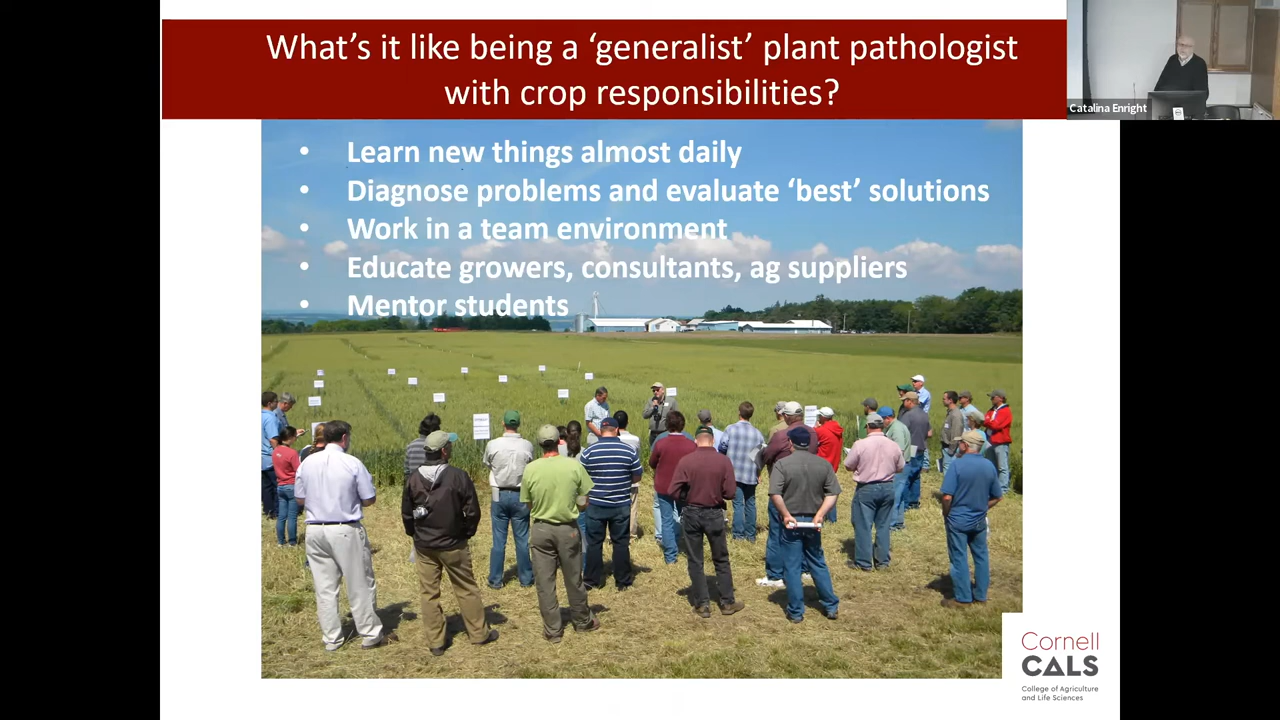 What's it like being a ‘generalist’ plant pathologist
with crop responsibilities?
Catalina Enright
• Learn new things almost daily
• Diagnose problems and evaluate ‘best’ solutions
• Work in a team environment
• Educate growers, consultants, ag suppliers
• Mentor students
Cornell
CALS
College of Agriculture
and Life Sciences